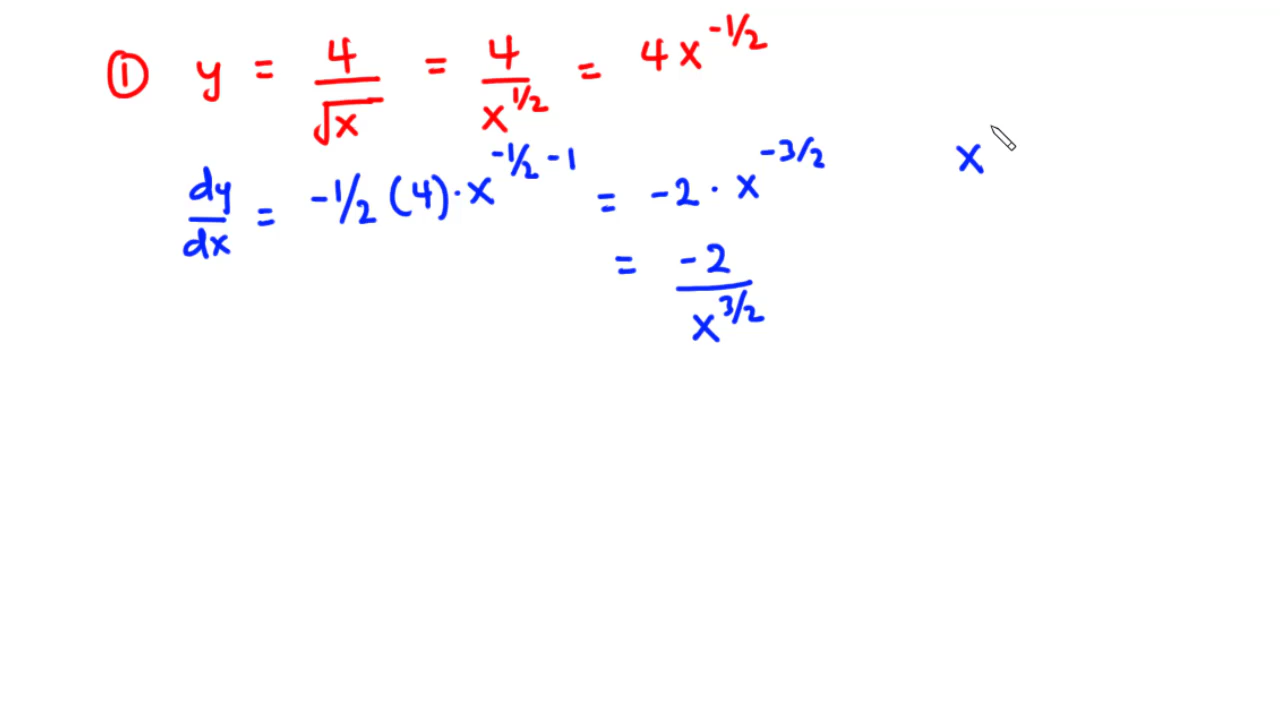 ① y = 4/√x = 4/x^(1/2) = 4x^(-1/2)
dy/dx = -1/2 (4) · x^(-1/2 - 1) = -2 · x^(-3/2) x
= -2/x^(3/2)